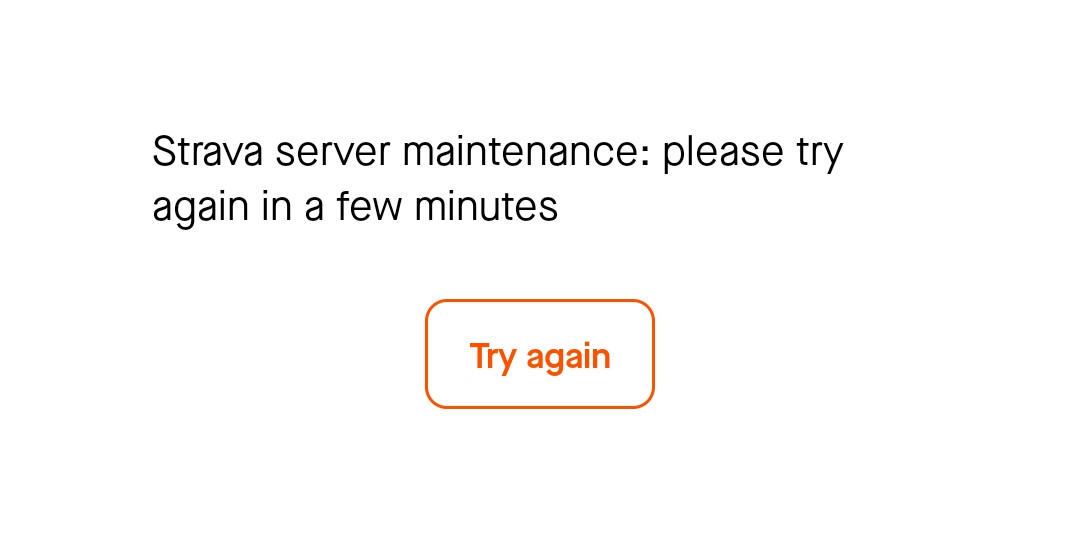 Strava server maintenance: please try
again in a few minutes
Try again